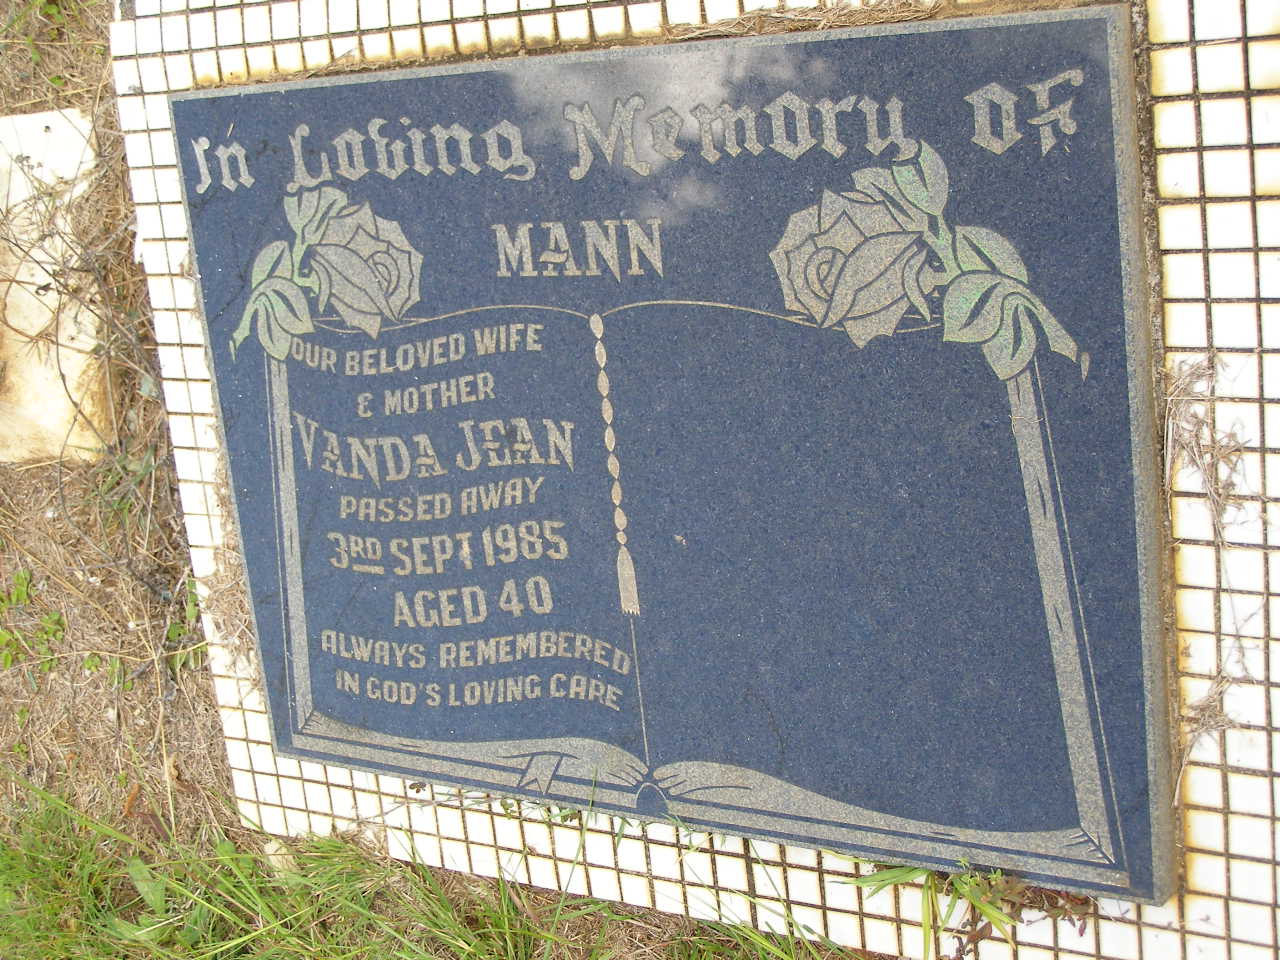 In Loving Memory Of
MANN
OUR BELOVED WIFE
& MOTHER
VANDA JEAN
PASSED AWAY
3RD SEPT 1985
AGED 40
ALWAYS REMEMBERED
IN GOD'S LOVING CARE